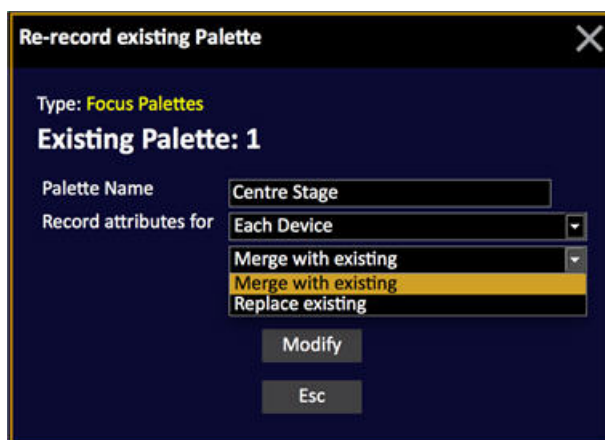 Re-record existing Palette
Type: Focus Palettes
Existing Palette: 1
Palette Name Centre Stage
Record attributes for Each Device
Merge with existing
Merge with existing
Replace existing
Modify
Esc